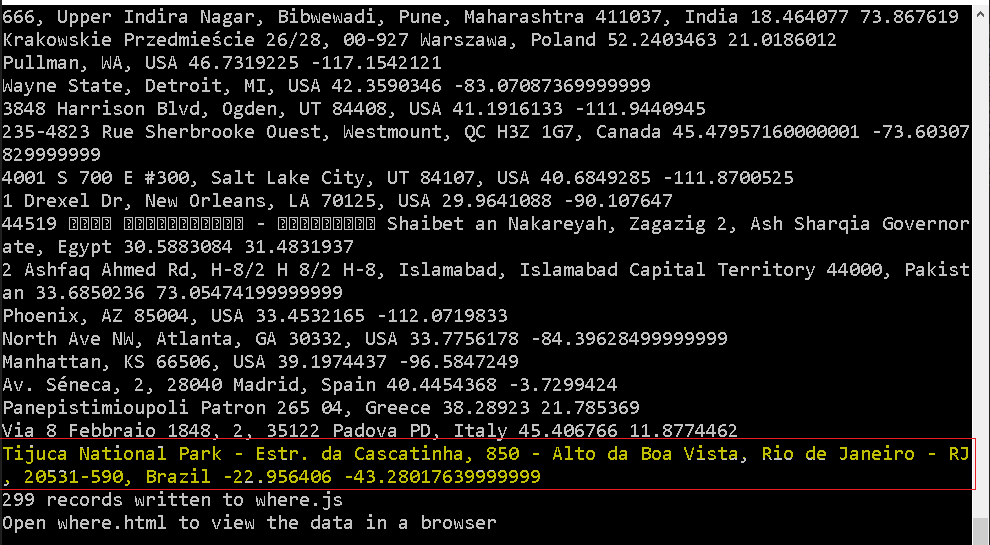 666, Upper Indira Nagar, Bibwewadi, Pune, Maharashtra 411037, India 18.464077 73.867619
Krakowskie Przedmieście 26/28, 00-927 Warszawa, Poland 52.2403463 21.0186012
Pullman, WA, USA 46.7319225 -117.1542121
Wayne State, Detroit, MI, USA 42.3590346 -83.07087369999999
3848 Harrison Blvd, Ogden, UT 84408, USA 41.1916133 -111.9440945
235-4823 Rue Sherbrooke Ouest, Westmount, QC H3Z 1G7, Canada 45.47957160000001 -73.60307
829999999
4001 S 700 E #300, Salt Lake City, UT 84107, USA 40.6849285 -111.8700525
1 Drexel Dr, New Orleans, LA 70125, USA 29.9641088 -90.107647
44519 - Shaibet an Nakareyah, Zagazig 2, Ash Sharqia Governor
ate, Egypt 30.5883084 31.4831937
2 Ashfaq Ahmed Rd, H-8/2 H 8/2 H-8, Islamabad, Islamabad Capital Territory 44000, Pakist
an 33.6850236 73.05474199999999
Phoenix, AZ 85004, USA 33.4532165 -112.0719833
North Ave NW, Atlanta, GA 30332, USA 33.7756178 -84.39628499999999
Manhattan, KS 66506, USA 39.1974437 -96.5847249
Av. Séneca, 2, 28040 Madrid, Spain 40.4454368 -3.7299424
Panepistimioupoli Patron 265 04, Greece 38.28923 21.785369
Via 8 Febbraio 1848, 2, 35122 Padova PD, Italy 45.406766 11.8774462
Tijuca National Park - Estr. da Cascatinha, 850 - Alto da Boa Vista, Rio de Janeiro - RJ
, 20531-590, Brazil -22.956406 -43.28017639999999
299 records written to where.js
Open where.html to view the data in a browser